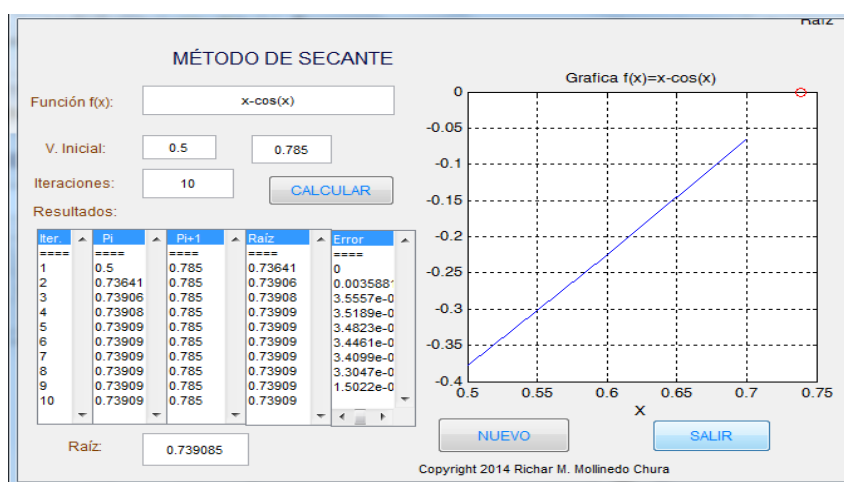 Raíz
MÉTODO DE SECANTE
Función f(x): x-cos(x)
V. Inicial: 0.5 0.785
Iteraciones: 10
CALCULAR
Resultados:
Iter. Pi Pi+1 Raíz Error
==== ==== ==== ==== ====
1 0.5 0.785 0.73641 0
2 0.73641 0.785 0.73906 0.003588
3 0.73906 0.785 0.73908 3.5557e-0
4 0.73908 0.785 0.73909 3.5189e-0
5 0.73909 0.785 0.73909 3.4823e-0
6 0.73909 0.785 0.73909 3.4461e-0
7 0.73909 0.785 0.73909 3.4099e-0
8 0.73909 0.785 0.73909 3.3047e-0
9 0.73909 0.785 0.73909 1.5022e-0
10 0.73909 0.785 0.73909
Raíz: 0.739085
Grafica f(x)=x-cos(x)
0
-0.05
-0.1
-0.15
-0.2
-0.25
-0.3
-0.35
-0.4
0.5 0.55 0.6 0.65 0.7 0.75
X
NUEVO SALIR
Copyright 2014 Richar M. Mollinedo Chura